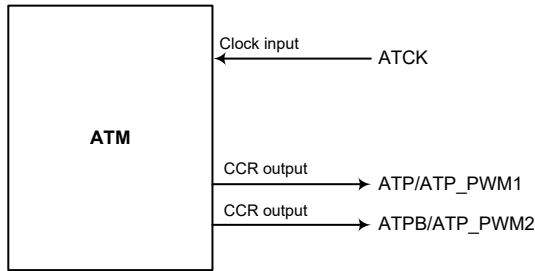 Clock input
ATCK
ATM
CCR output
ATP/ATP_PWM1
CCR output
ATPB/ATP_PWM2